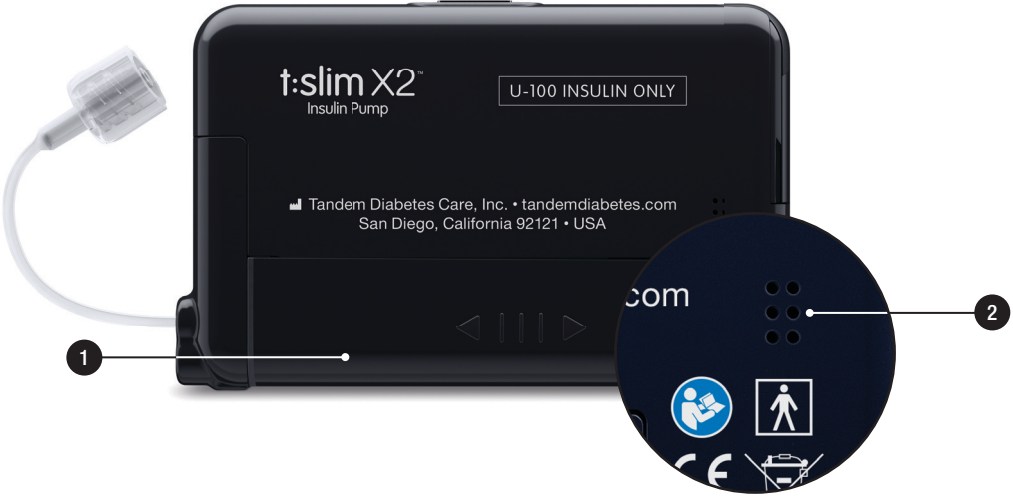 t:slim X2™
Insulin Pump
U-100 INSULIN ONLY
Tandem Diabetes Care, Inc. • tandemdiabetes.com
San Diego, California 92121 • USA
.com
2
1
CE